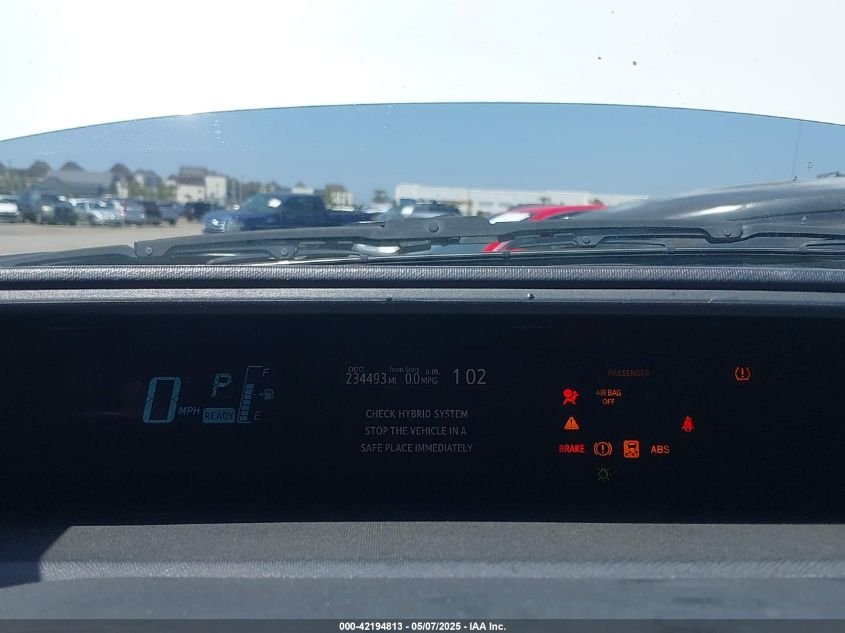 0 MPH
P
READY
F
E
ODO 234493 MI
from Start 0.0 MPG
a.m. 1 02
CHECK HYBRID SYSTEM
STOP THE VEHICLE IN A
SAFE PLACE IMMEDIATELY
PASSENGER
AIR BAG
OFF
BRAKE
ABS
000-42194813 - 05/07/2025 - IAA Inc.